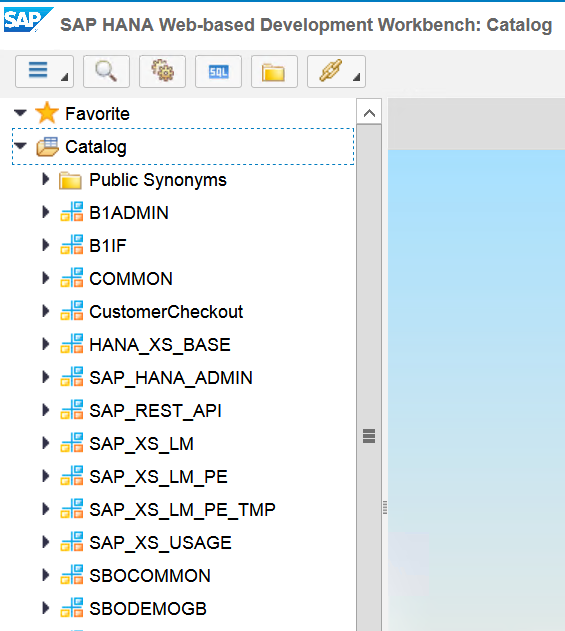 SAP SAP HANA Web-based Development Workbench: Catalog
SQL
Favorite
Catalog
Public Synonyms
B1ADMIN
B1IF
COMMON
CustomerCheckout
HANA_XS_BASE
SAP_HANA_ADMIN
SAP_REST_API
SAP_XS_LM
SAP_XS_LM_PE
SAP_XS_LM_PE_TMP
SAP_XS_USAGE
SBOCOMMON
SBODEMOGB